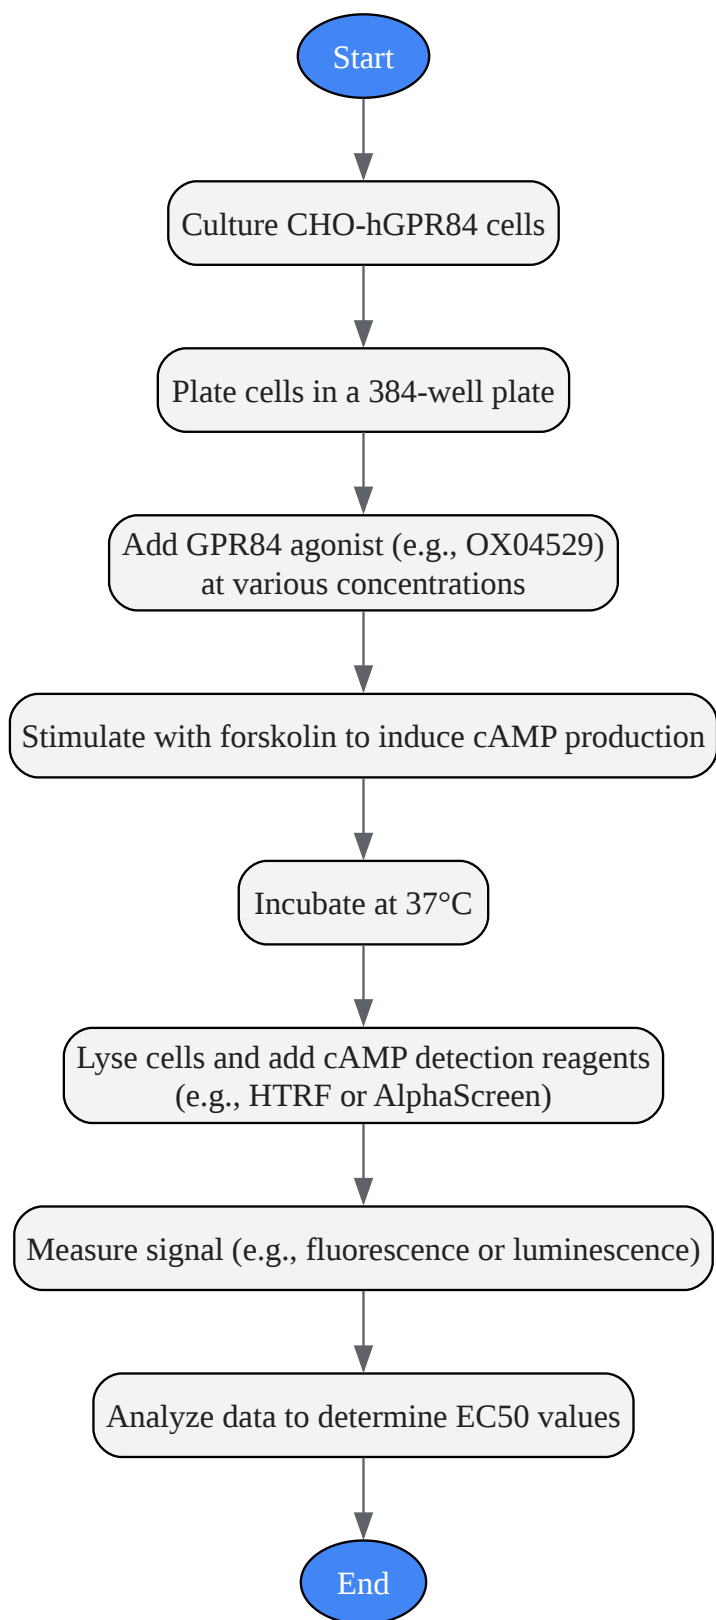 Start
Culture CHO-hGPR84 cells
Plate cells in a 384-well plate
Add GPR84 agonist (e.g., OX04529)
at various concentrations
Stimulate with forskolin to induce cAMP production
Incubate at 37°C
Lyse cells and add cAMP detection reagents
(e.g., HTRF or AlphaScreen)
Measure signal (e.g., fluorescence or luminescence)
Analyze data to determine EC50 values
End